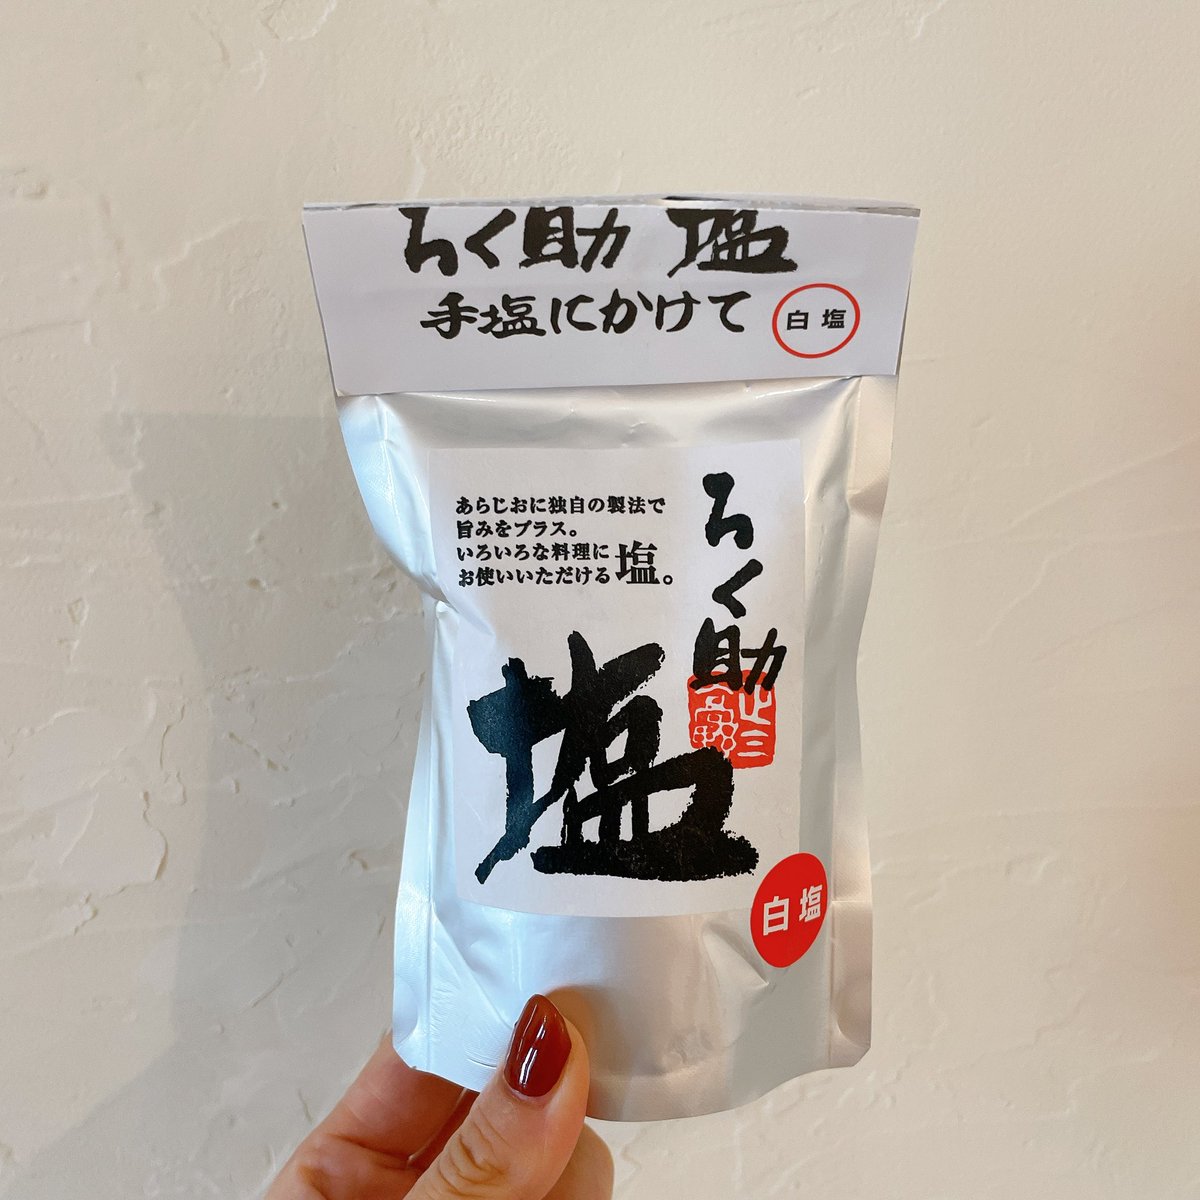 ろく助 塩
手塩にかけて
白塩
あらじおに独自の製法で
旨みをプラス。
いろいろな料理に
お使いいただける塩。
ろく助
塩
白塩